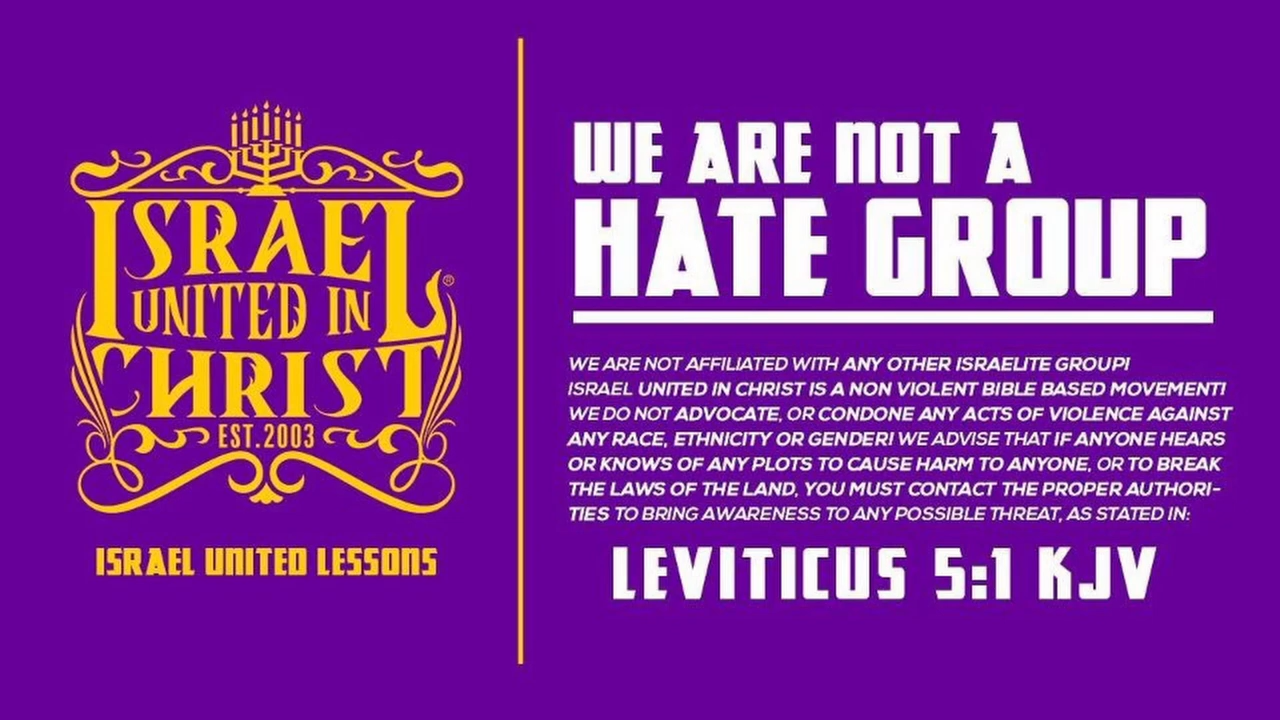 ISRAEL
UNITED IN
CHRIST
EST. 2003
®
ISRAEL UNITED LESSONS
WE ARE NOT A
HATE GROUP
WE ARE NOT AFFILIATED WITH ANY OTHER ISRAELITE GROUP!
ISRAEL UNITED IN CHRIST IS A NON VIOLENT BIBLE BASED MOVEMENT!
WE DO NOT ADVOCATE, OR CONDONE ANY ACTS OF VIOLENCE AGAINST
ANY RACE, ETHNICITY OR GENDER! WE ADVISE THAT IF ANYONE HEARS
OR KNOWS OF ANY PLOTS TO CAUSE HARM TO ANYONE, OR TO BREAK
THE LAWS OF THE LAND, YOU MUST CONTACT THE PROPER AUTHORI-
TIES TO BRING AWARENESS TO ANY POSSIBLE THREAT, AS STATED IN:
LEVITICUS 5:1 KJV